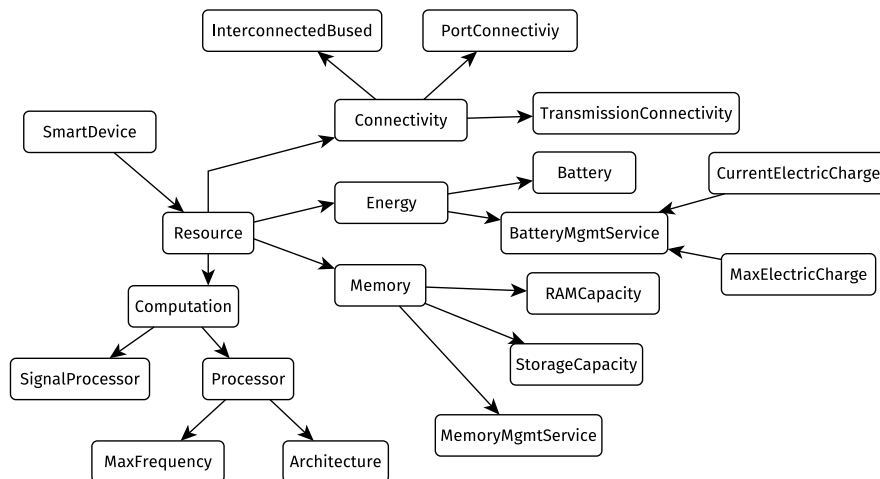 InterconnectedBused
PortConnectiviy
SmartDevice
Connectivity
TransmissionConnectivity
Battery
CurrentElectricCharge
Energy
Resource
BatteryMgmtService
MaxElectricCharge
Memory
RAMCapacity
Computation
StorageCapacity
SignalProcessor
Processor
MemoryMgmtService
MaxFrequency
Architecture